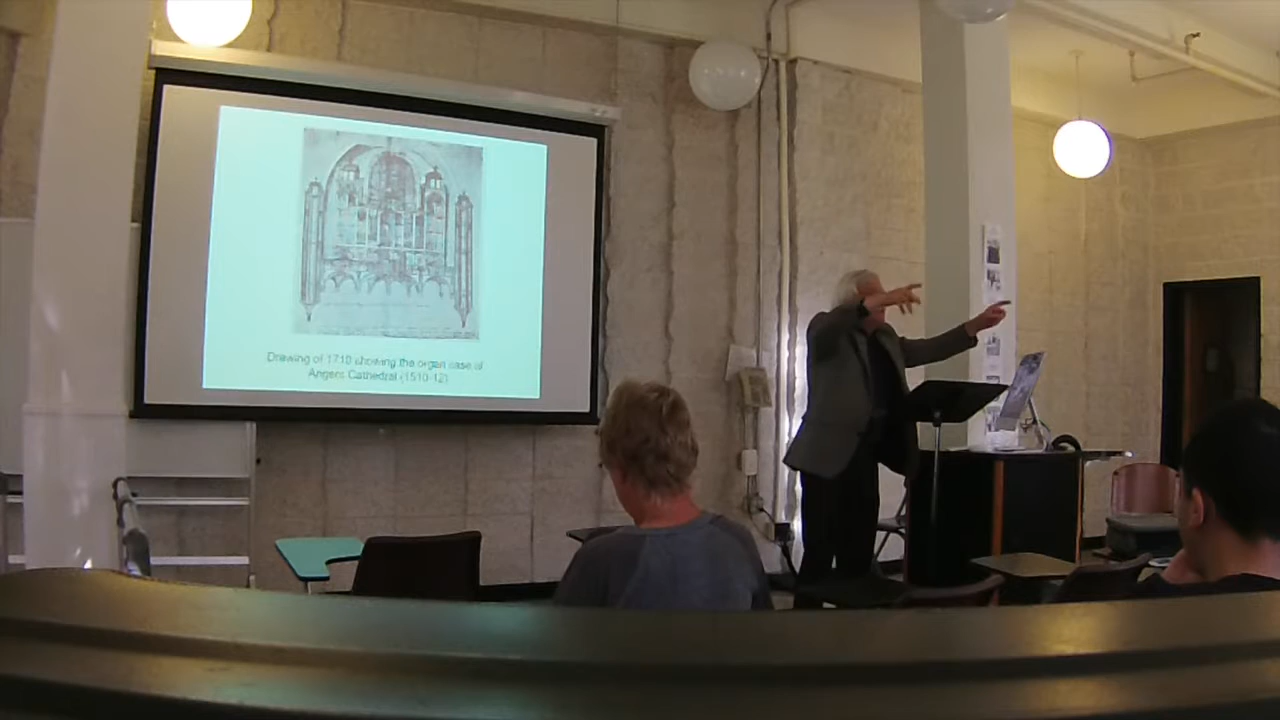 Drawing of 1710 showing the organ case of
Angers Cathedral (1510-12)